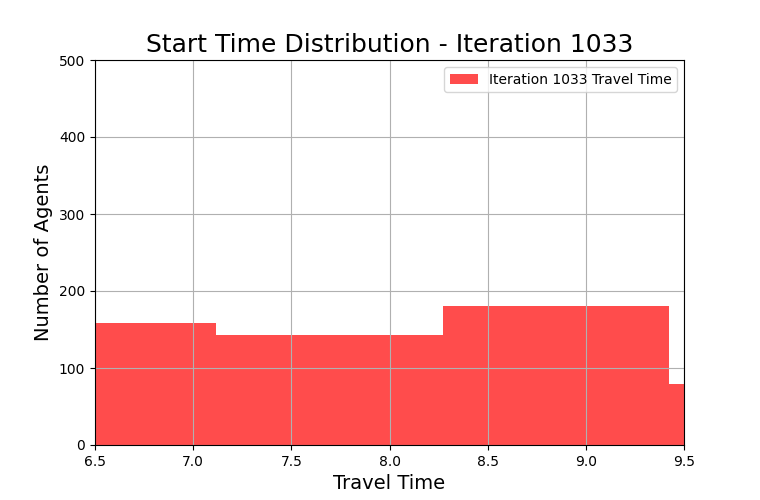 Start Time Distribution - Iteration 1033
500
400
300
200
100
0
Number of Agents
Iteration 1033 Travel Time
6.5 7.0 7.5 8.0 8.5 9.0 9.5
Travel Time